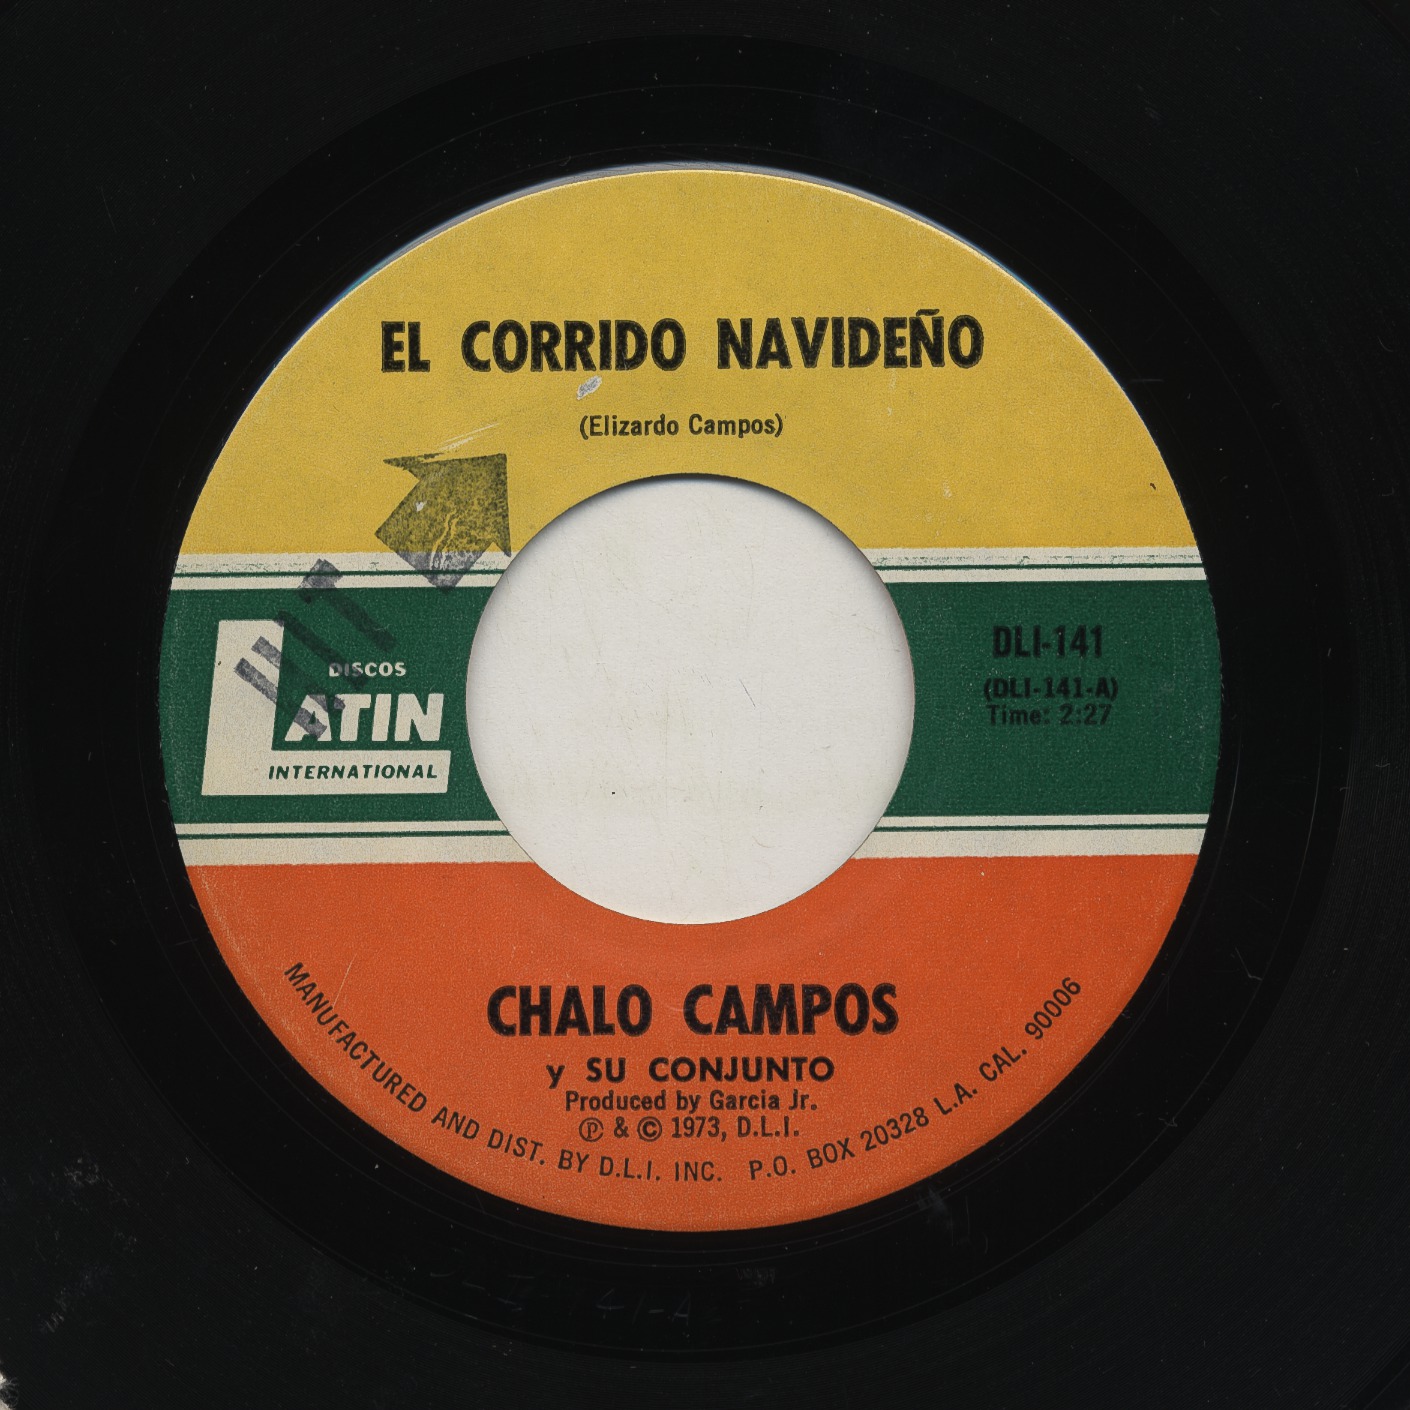 EL CORRIDO NAVIDEÑO
(Elizardo Campos)
HIT
DISCOS
LATIN
INTERNATIONAL
DLI-141
(DLI-141-A)
Time: 2:27
CHALO CAMPOS
y SU CONJUNTO
Produced by Garcia Jr.
℗ & © 1973, D.L.I.
MANUFACTURED AND DIST. BY D.L.I. INC. P.O. BOX 20328 L.A. CAL. 90006